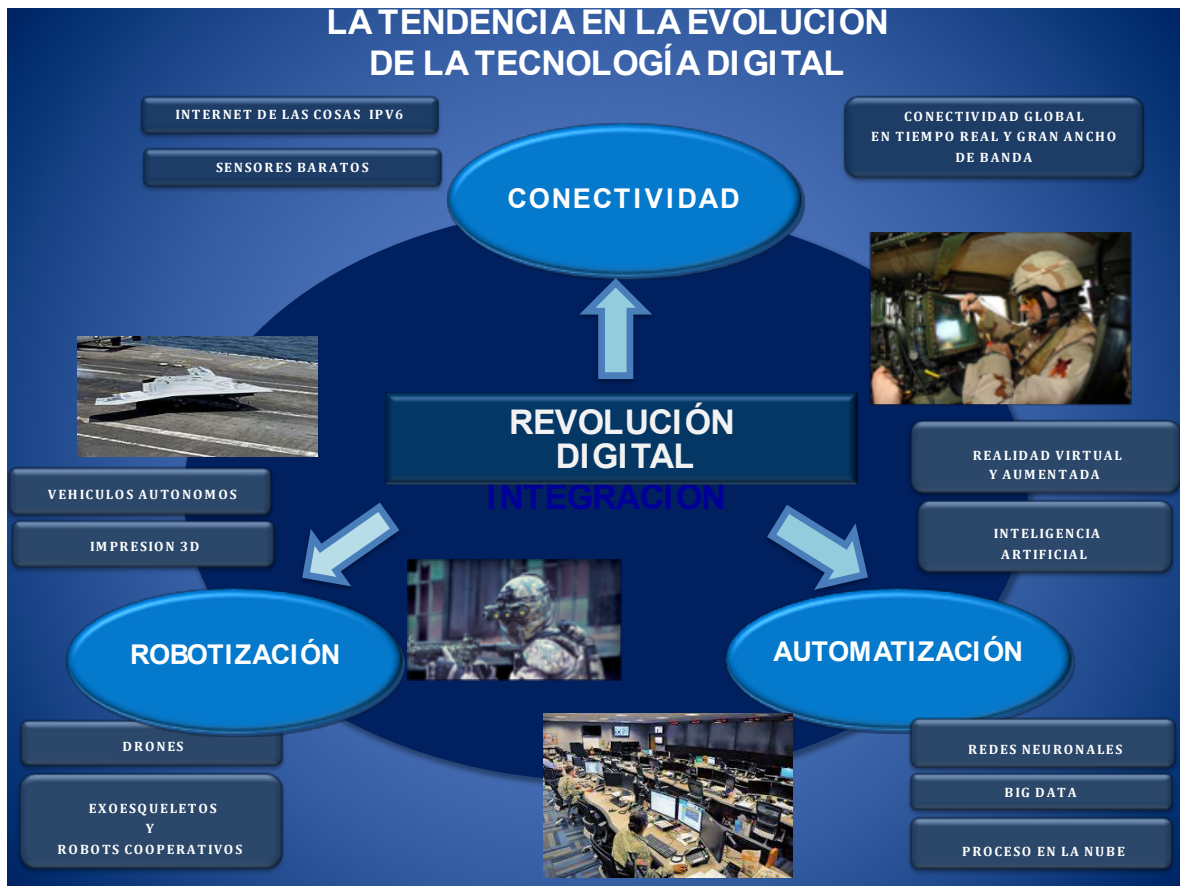 LA TENDENCIA EN LA EVOLUCIÓN
DE LA TECNOLOGÍA DIGITAL
INTERNET DE LAS COSAS IPV6
SENSORES BARATOS
CONECTIVIDAD GLOBAL
EN TIEMPO REAL Y GRAN ANCHO
DE BANDA
CONECTIVIDAD
REVOLUCIÓN
DIGITAL
INTEGRACION
VEHICULOS AUTONOMOS
IMPRESION 3D
REALIDAD VIRTUAL
Y AUMENTADA
INTELIGENCIA
ARTIFICIAL
ROBOTIZACIÓN
AUTOMATIZACIÓN
DRONES
EXOESQUELETOS
Y
ROBOTS COOPERATIVOS
REDES NEURONALES
BIG DATA
PROCESO EN LA NUBE